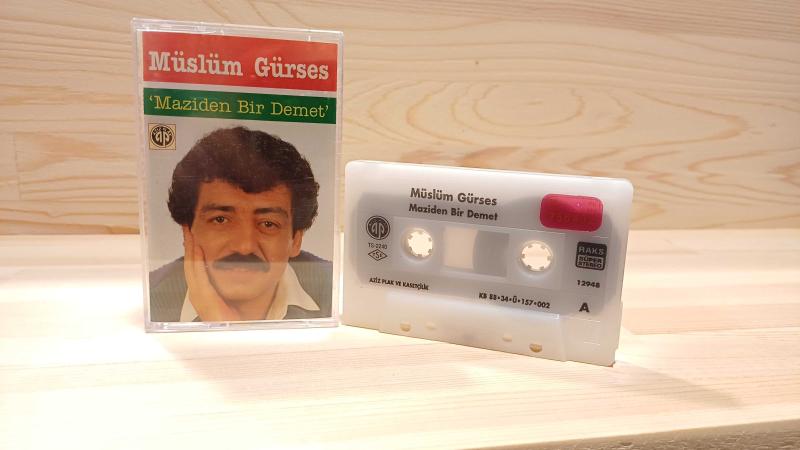 Müslüm Gürses
'Maziden Bir Demet'
Müslüm Gürses
Maziden Bir Demet
TS-2240
TSE
RAKS
SÜPER
STEREO
12948
AZİZ PLAK VE KASETÇİLİK
KB 88•34•Ü•157•002
A